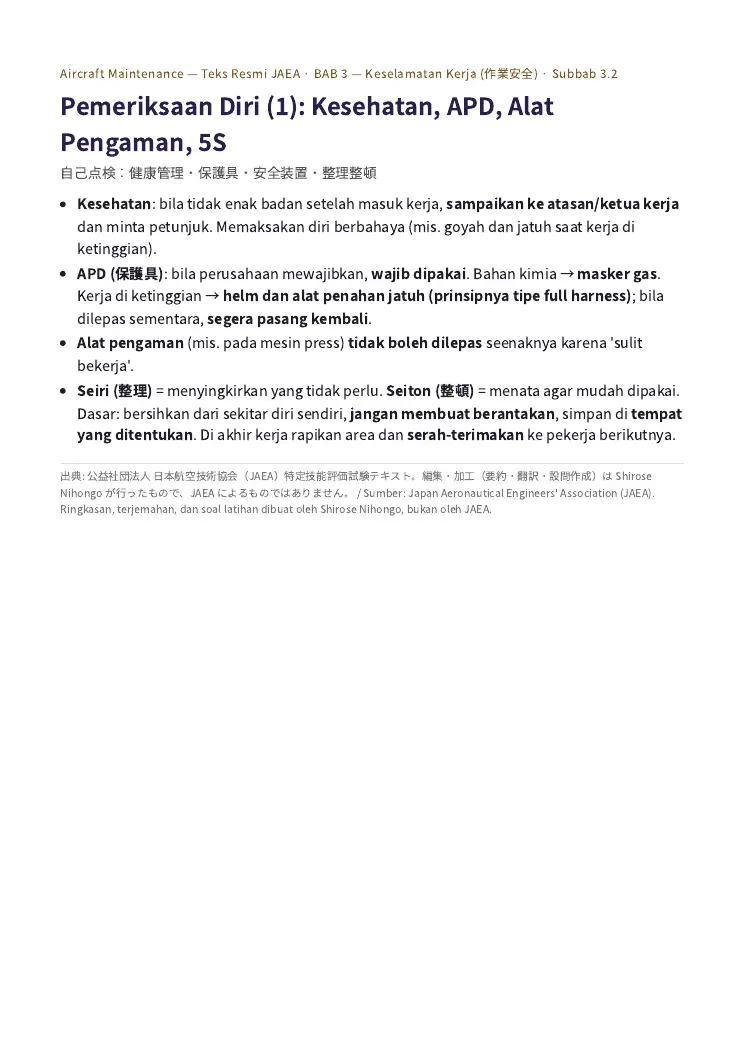 Aircraft Maintenance — Teks Resmi JAEA · BAB 3 — Keselamatan Kerja (作業安全) · Subbab 3.2
Pemeriksaan Diri (1): Kesehatan, APD, Alat
Pengaman, 5S
自己点検：健康管理・保護具・安全装置・整理整頓
• Kesehatan: bila tidak enak badan setelah masuk kerja, sampaikan ke atasan/ketua kerja
dan minta petunjuk. Memaksakan diri berbahaya (mis. goyah dan jatuh saat kerja di
ketinggian).
• APD (保護具): bila perusahaan mewajibkan, wajib dipakai. Bahan kimia → masker gas.
Kerja di ketinggian → helm dan alat penahan jatuh (prinsipnya tipe full harness); bila
dilepas sementara, segera pasang kembali.
• Alat pengaman (mis. pada mesin press) tidak boleh dilepas seenaknya karena 'sulit
bekerja'.
• Seiri (整理) = menyingkirkan yang tidak perlu. Seiton (整頓) = menata agar mudah dipakai.
Dasar: bersihkan dari sekitar diri sendiri, jangan membuat berantakan, simpan di tempat
yang ditentukan. Di akhir kerja rapikan area dan serah-terimakan ke pekerja berikutnya.
出典: 公益社団法人 日本航空技術協会（JAEA）特定技能評価試験テキスト。編集・加工（要約・翻訳・設問作成）は Shirose
Nihongo が行ったもので、JAEA によるものではありません。 / Sumber: Japan Aeronautical Engineers' Association (JAEA).
Ringkasan, terjemahan, dan soal latihan dibuat oleh Shirose Nihongo, bukan oleh JAEA.